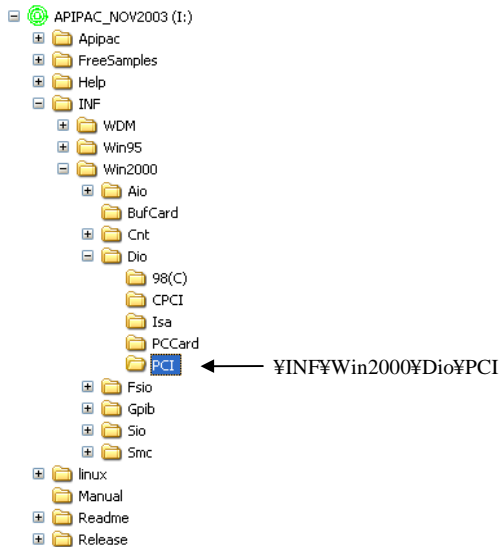 APIPAC_NOV2003 (I:)
Apipac
FreeSamples
Help
INF
WDM
Win95
Win2000
Aio
BufCard
Cnt
Dio
98(C)
CPCI
Isa
PCCard
PCI ¥INF¥Win2000¥Dio¥PCI
Fsio
Gpib
Sio
Smc
linux
Manual
Readme
Release